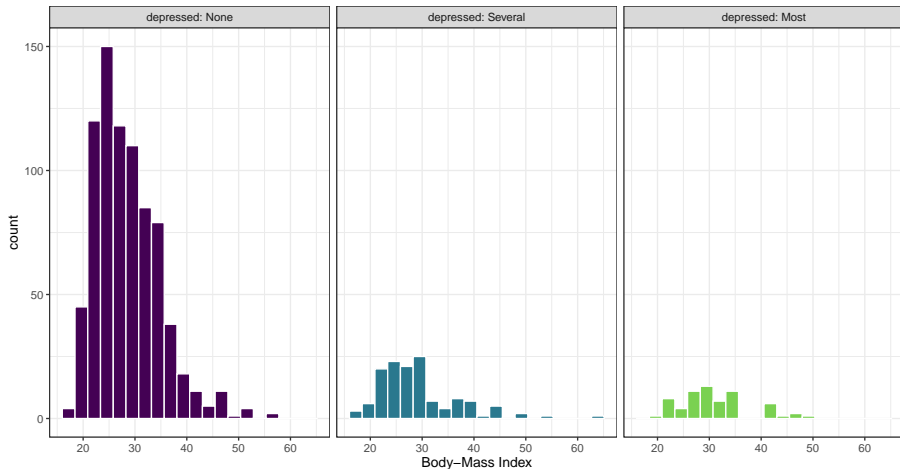 depressed: None depressed: Several depressed: Most
150
100
50
0
count
20 30 40 50 60 20 30 40 50 60 20 30 40 50 60
Body−Mass Index